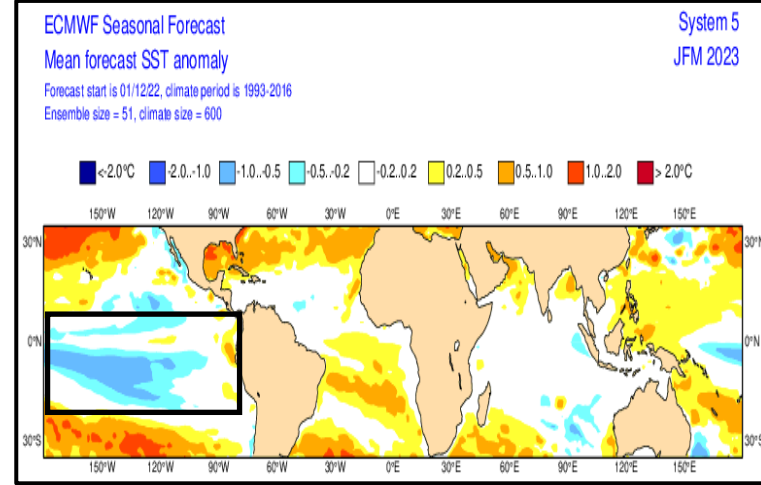 ECMWF Seasonal Forecast
System 5
Mean forecast SST anomaly
JFM 2023
Forecast start is 01/12/22, climate period is 1993-2016
Ensemble size = 51, climate size = 600
<-2.0°C -2.0..-1.0 -1.0..-0.5 -0.5..-0.2 -0.2..0.2 0.2..0.5 0.5..1.0 1.0..2.0 > 2.0°C
150°W 120°W 90°W 60°W 30°W 0°E 30°E 60°E 90°E 120°E 150°E
30°N 30°N
0°N 0°N
30°S 30°S
150°W 120°W 90°W 60°W 30°W 0°E 30°E 60°E 90°E 120°E 150°E